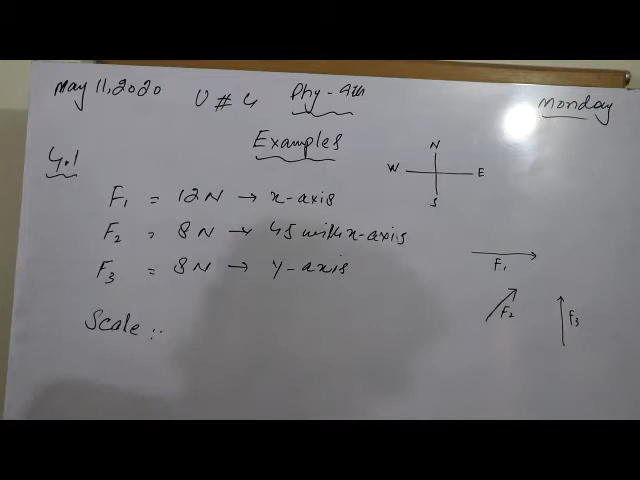 May 11, 2020 U # 4 Phy - 9th Monday
Examples
4.1
N
W E
S
F1 = 12N → x-axis
F2 = 8N → 45 with x-axis
F3 = 8N → y-axis
F1
F2 F3
Scale :-